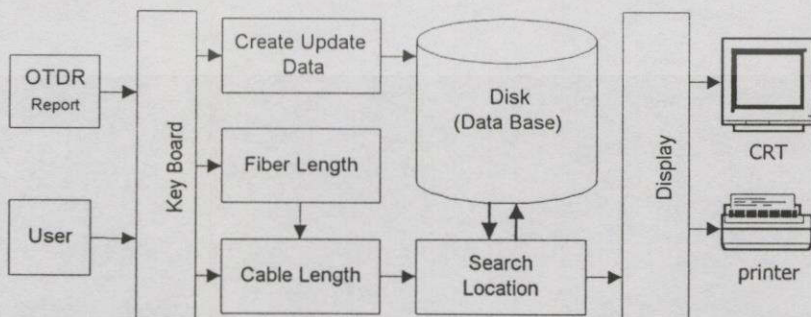 OTDR
Report
User
Key Board
Create Update
Data
Fiber Length
Cable Length
Disk
(Data Base)
Search
Location
Display
CRT
printer